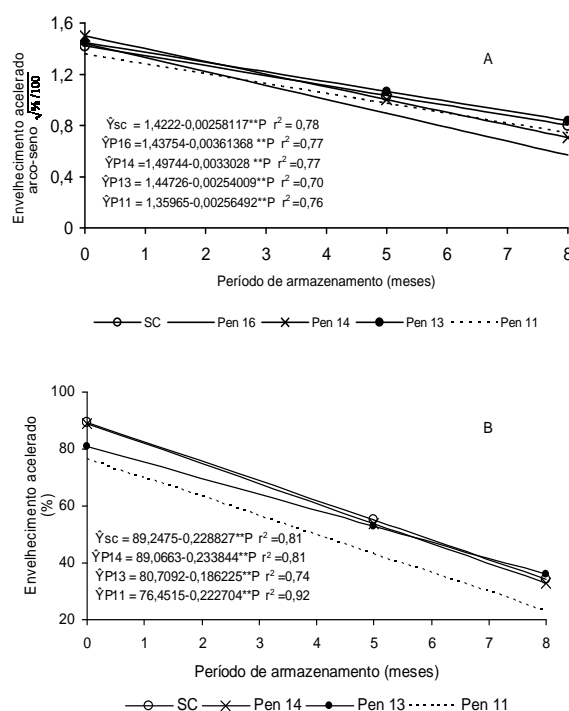 Envelhecimento acelerado
arco-seno √%/100
1,6
1,2
0,8
0,4
0
A
Ŷsc = 1,4222-0,00258117**P r² = 0,78
ŶP16 =1,43754-0,00361368 **P r² =0,77
ŶP14 =1,49744-0,0033028 **P r² =0,77
ŶP13 =1,44726-0,00254009**P r² =0,70
ŶP11 =1,35965-0,00256492**P r² =0,76
0 1 2 3 4 5 6 7 8
Período de armazenamento (meses)
SC Pen 16 Pen 14 Pen 13 Pen 11
Envelhecimento acelerado
(%)
100
80
60
40
20
B
Ŷsc = 89,2475-0,228827**P r² =0,81
ŶP14 = 89,0663-0,233844**P r² =0,81
ŶP13 = 80,7092-0,186225**P r² =0,74
ŶP11 = 76,4515-0,222704**P r² =0,92
0 1 2 3 4 5 6 7 8
Período de armazenamento (meses)
SC Pen 14 Pen 13 Pen 11